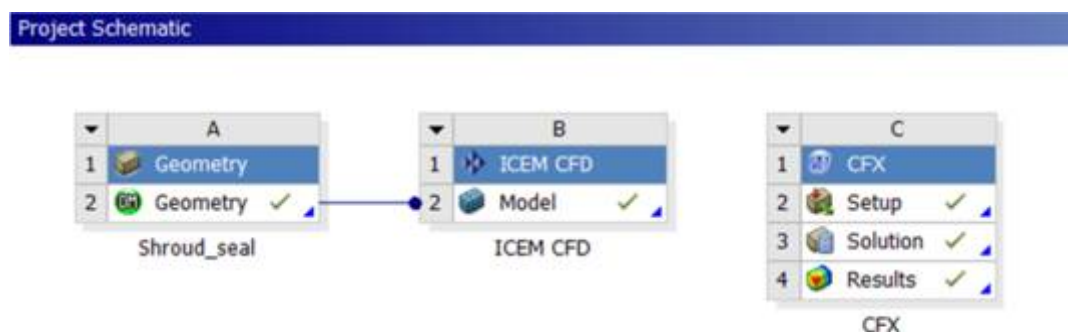 Project Schematic
A
1 Geometry
2 Geometry
Shroud_seal
B
1 ICEM CFD
2 Model
ICEM CFD
C
1 CFX
2 Setup
3 Solution
4 Results
CFX